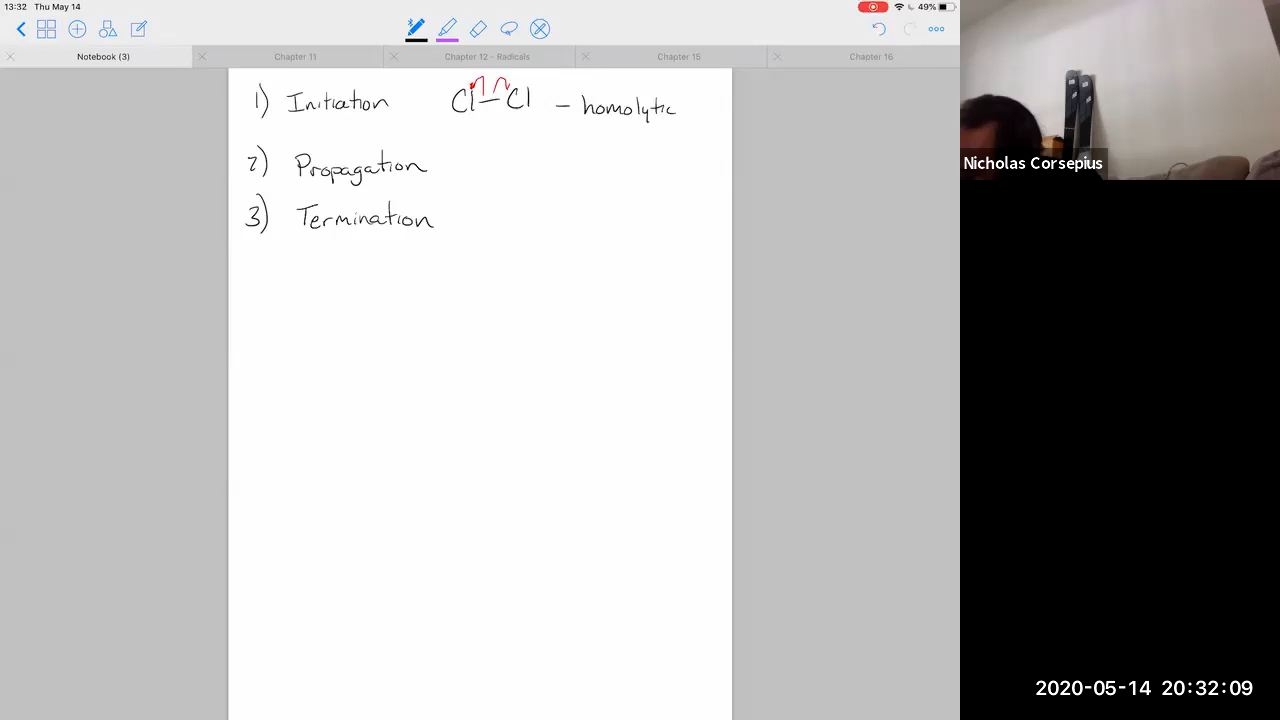 13:32 Thu May 14
49%
Notebook (3)
Chapter 11
Chapter 12 - Radicals
Chapter 15
Chapter 16
1) Initiation Cl—Cl — homolytic
2) Propagation
3) Termination
Nicholas Corsepius
2020-05-14 20:32:09